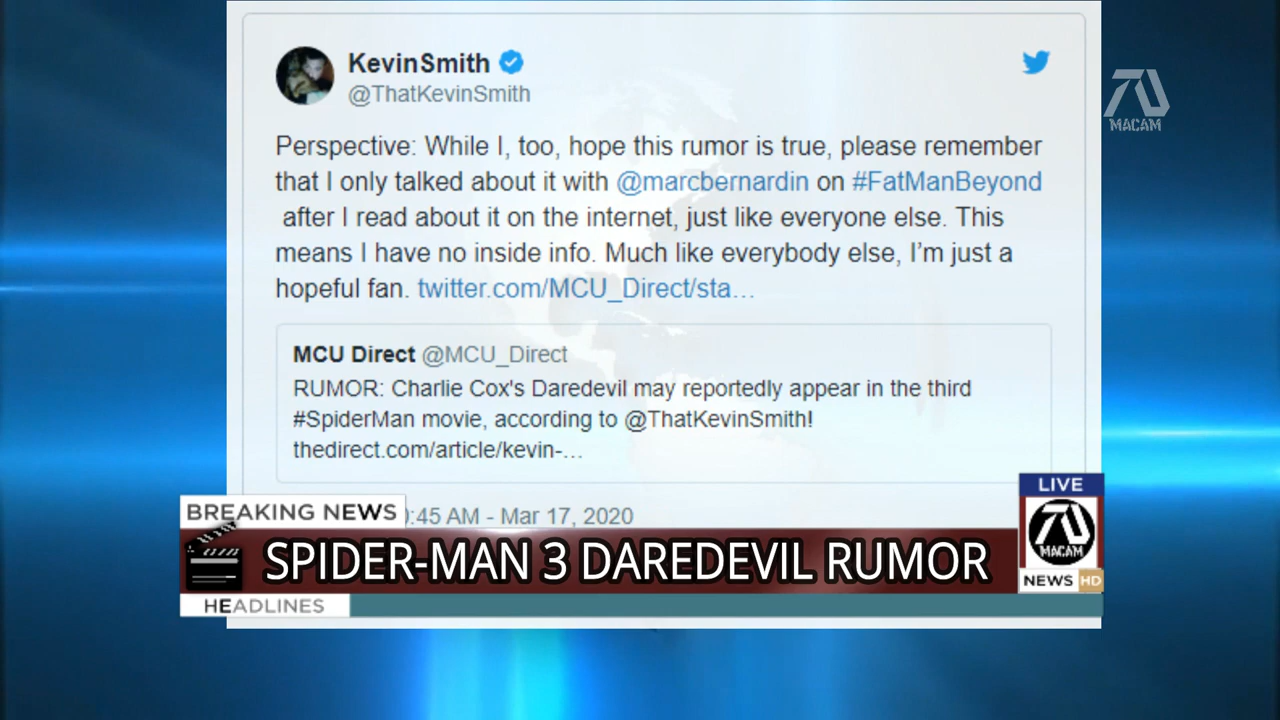 KevinSmith
@ThatKevinSmith
Perspective: While I, too, hope this rumor is true, please remember
that I only talked about it with @marcbernardin on #FatManBeyond
after I read about it on the internet, just like everyone else. This
means I have no inside info. Much like everybody else, I'm just a
hopeful fan. twitter.com/MCU_Direct/sta…
MCU Direct @MCU_Direct
RUMOR: Charlie Cox's Daredevil may reportedly appear in the third
#SpiderMan movie, according to @ThatKevinSmith!
thedirect.com/article/kevin-…
:45 AM - Mar 17, 2020
BREAKING NEWS
SPIDER-MAN 3 DAREDEVIL RUMOR
HEADLINES
LIVE
MACAM
NEWS HD
MACAM